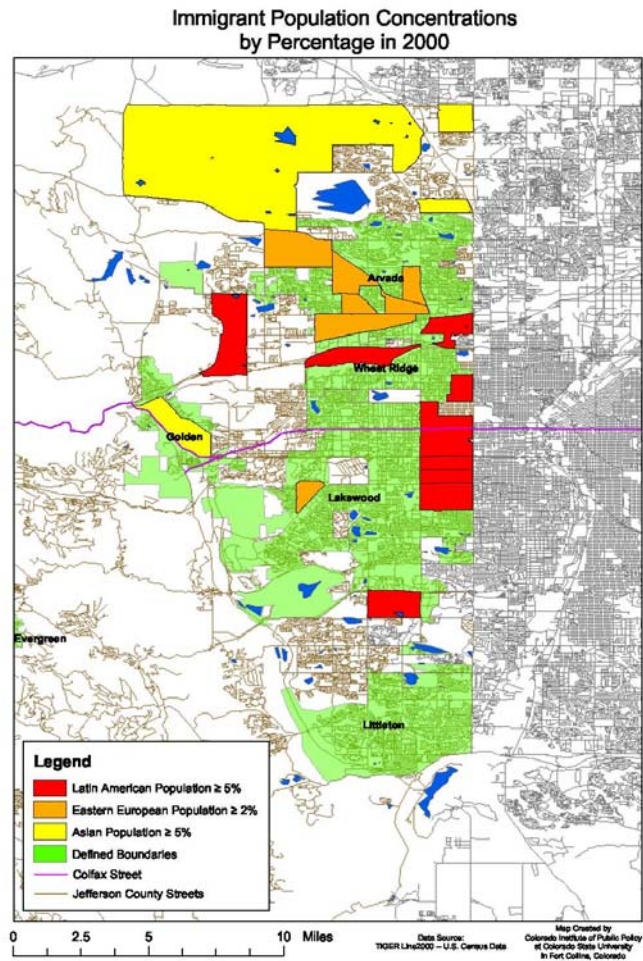 Immigrant Population Concentrations
by Percentage in 2000
Arvada
Wheat Ridge
Golden
Lakewood
Evergreen
Littleton
Legend
Latin American Population ≥ 5%
Eastern European Population ≥ 2%
Asian Population ≥ 5%
Defined Boundaries
Colfax Street
Jefferson County Streets
0 2.5 5 10 Miles
Data Source:
TIGER Line2000 – U.S. Census Data
Map Created by
Colorado Institute of Public Policy
at Colorado State University
in Fort Collins, Colorado